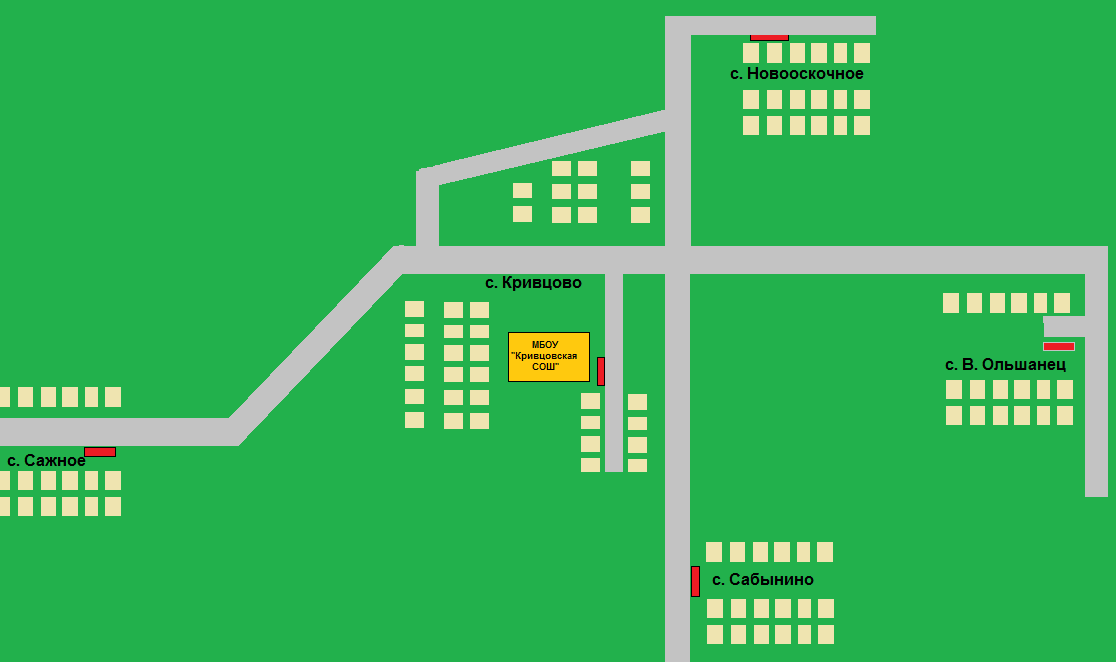 с. Новооскочное
с. Кривцово
МБОУ
"Кривцовская
СОШ"
с. В. Ольшанец
с. Сажное
с. Сабынино